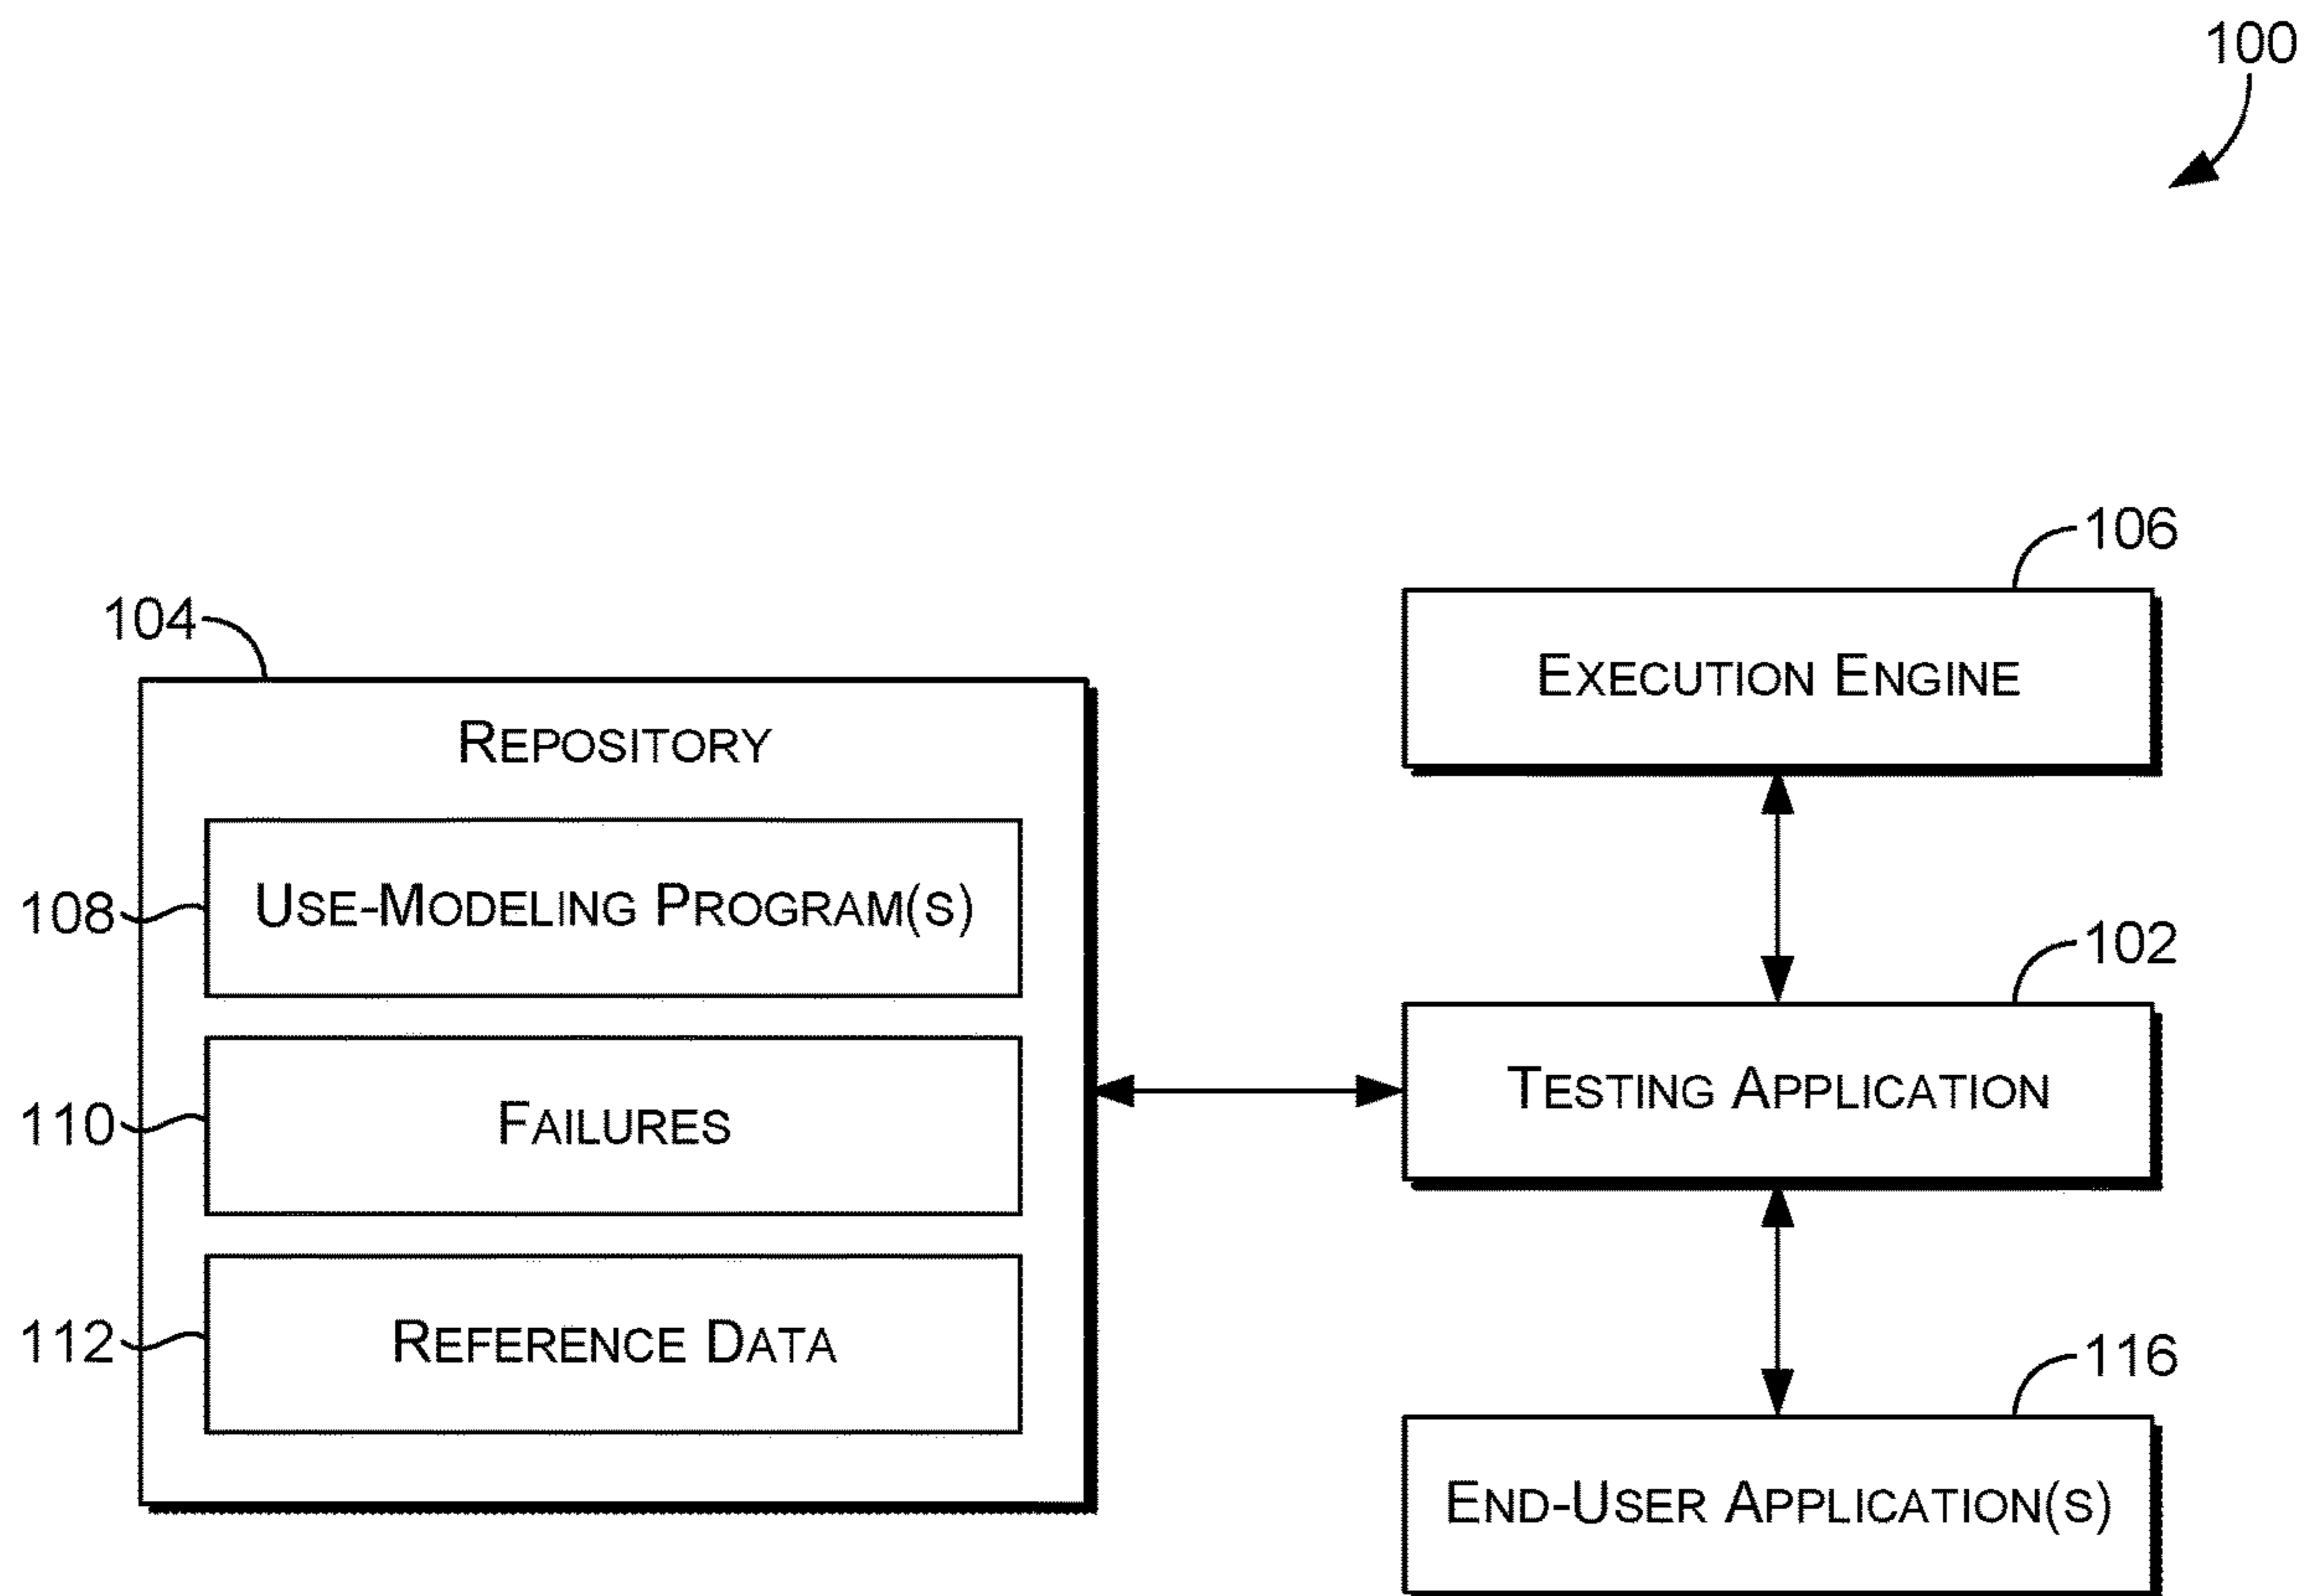 100
106
EXECUTION ENGINE
104
REPOSITORY
108
USE-MODELING PROGRAM(S)
102
TESTING APPLICATION
110
FAILURES
112
REFERENCE DATA
116
END-USER APPLICATION(S)